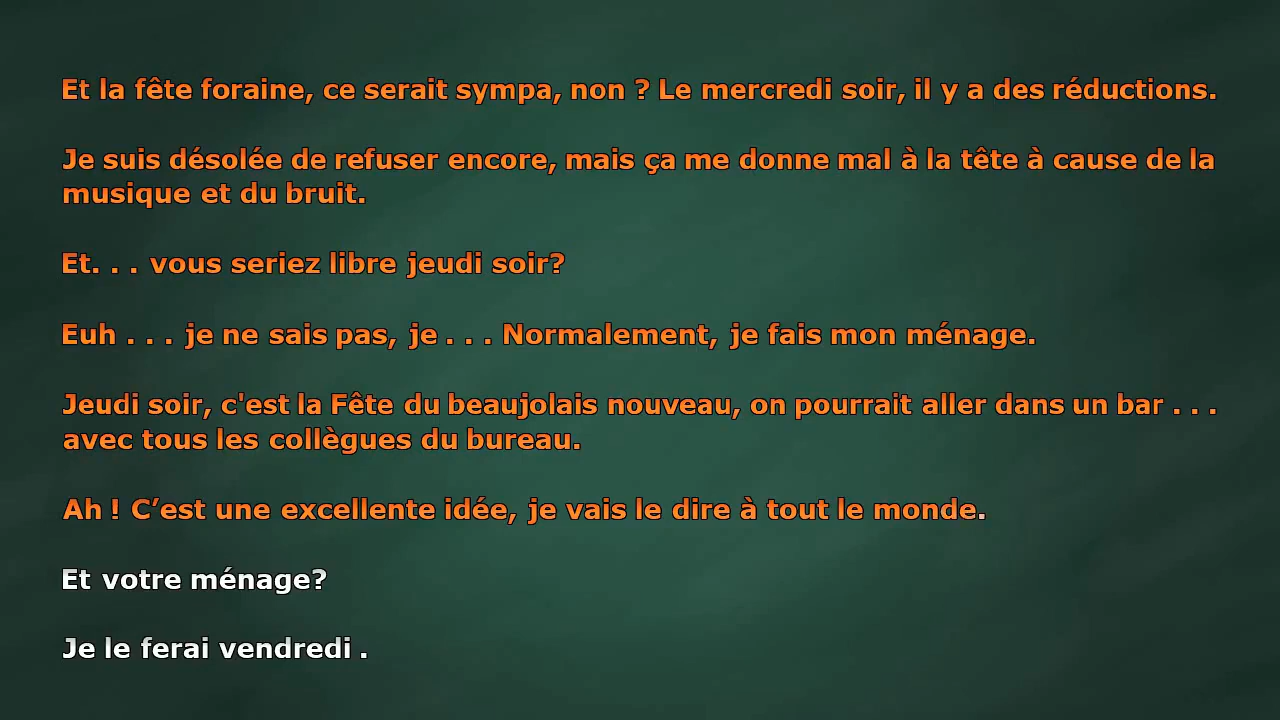 Et la fête foraine, ce serait sympa, non ? Le mercredi soir, il y a des réductions.
Je suis désolée de refuser encore, mais ça me donne mal à la tête à cause de la
musique et du bruit.
Et. . . vous seriez libre jeudi soir?
Euh . . . je ne sais pas, je . . . Normalement, je fais mon ménage.
Jeudi soir, c'est la Fête du beaujolais nouveau, on pourrait aller dans un bar . . .
avec tous les collègues du bureau.
Ah ! C’est une excellente idée, je vais le dire à tout le monde.
Et votre ménage?
Je le ferai vendredi .